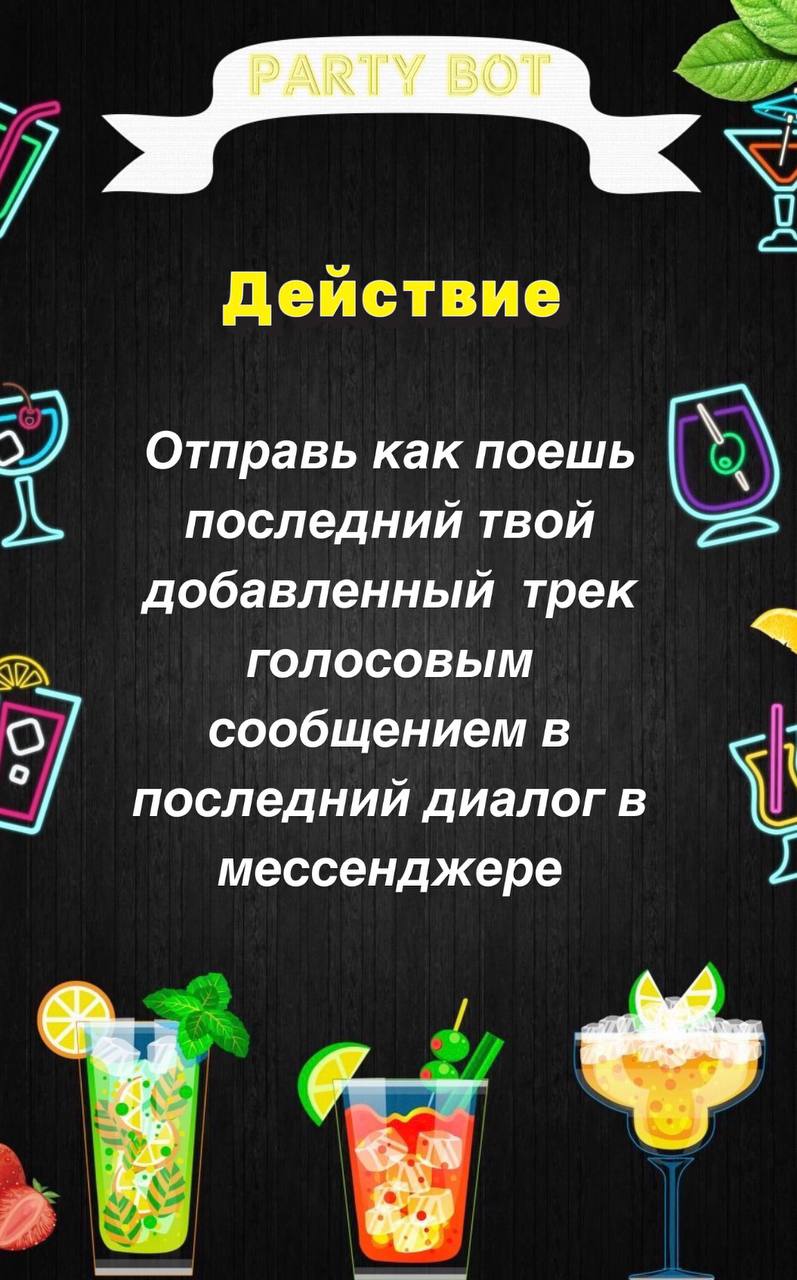 PARTY BOT
Действие
Отправь как поешь
последний твой
добавленный трек
голосовым
сообщением в
последний диалог в
мессенджере